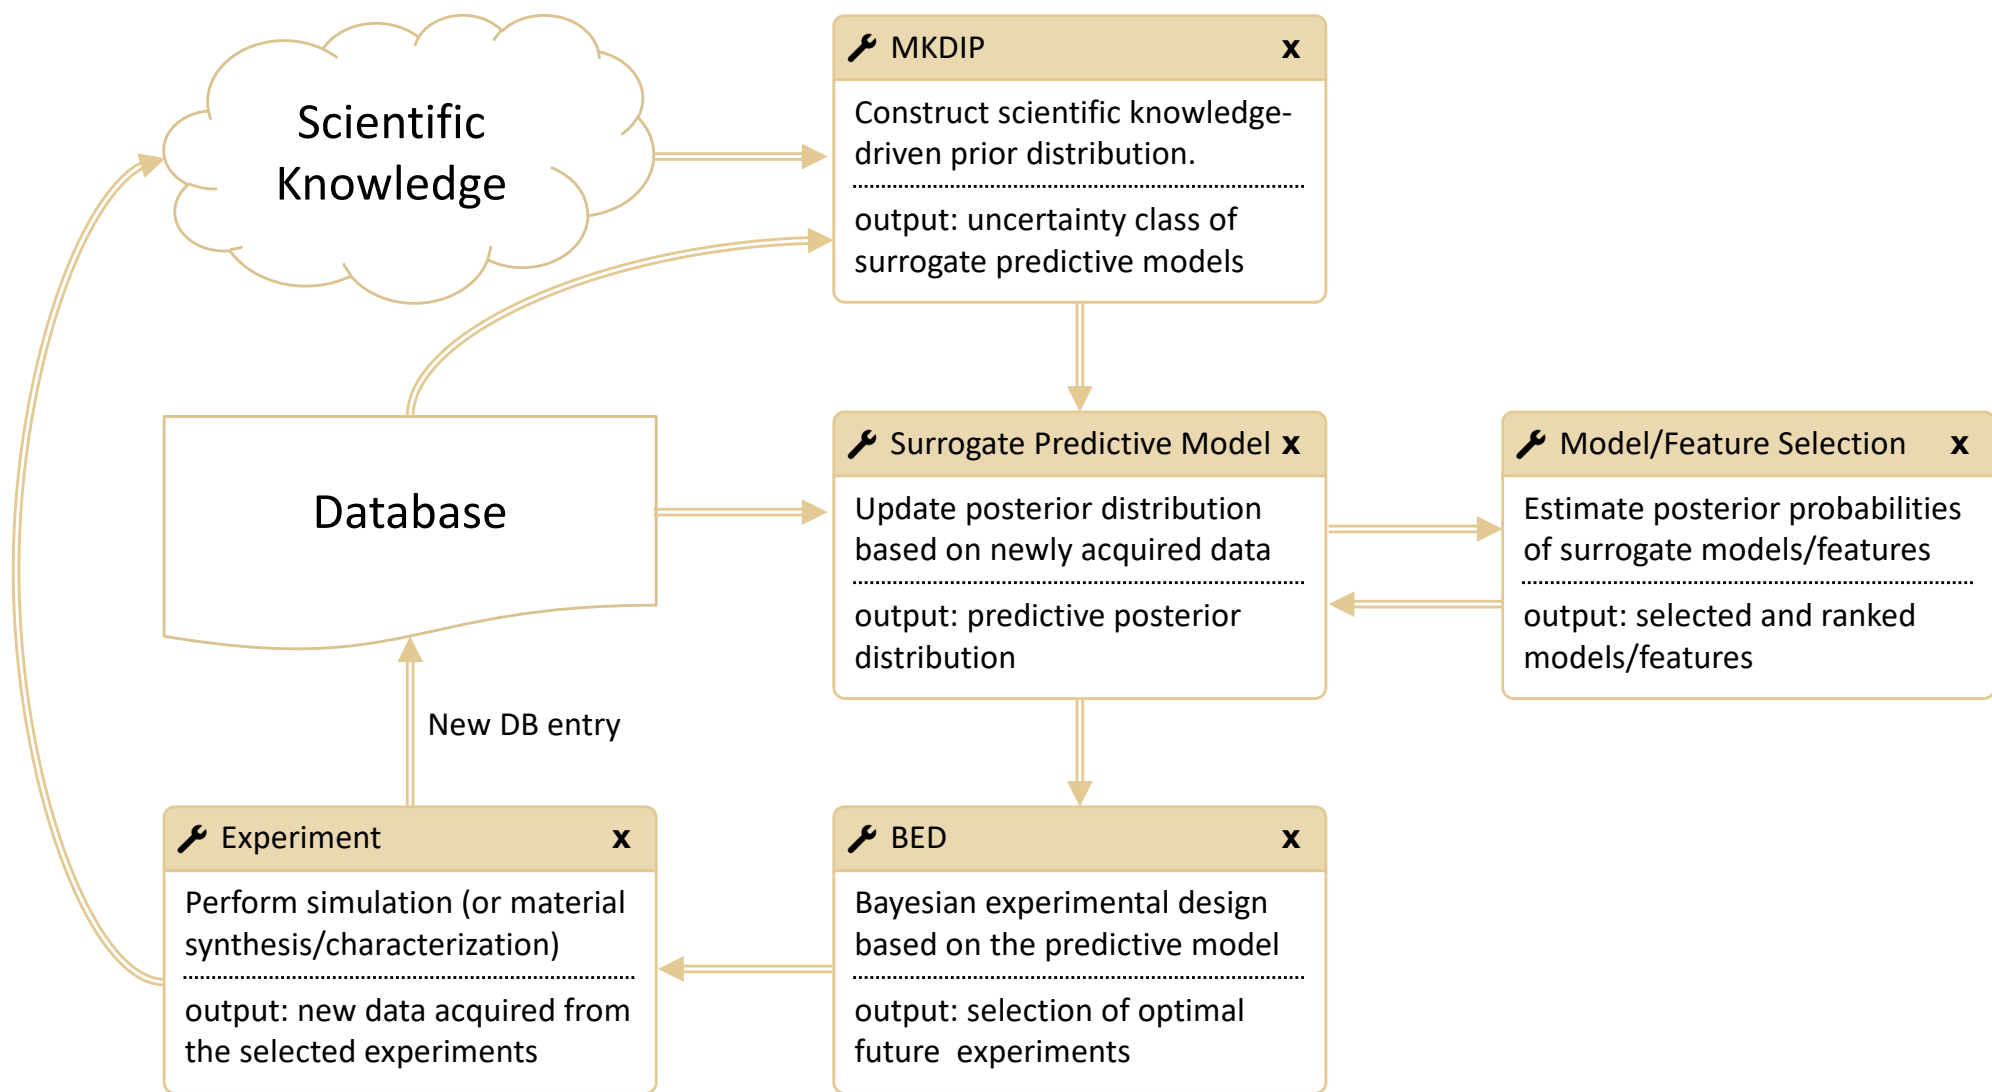 Scientific
Knowledge
MKDIP x
Construct scientific knowledge-
driven prior distribution.
output: uncertainty class of
surrogate predictive models
Database
Surrogate Predictive Model x
Update posterior distribution
based on newly acquired data
output: predictive posterior
distribution
Model/Feature Selection x
Estimate posterior probabilities
of surrogate models/features
output: selected and ranked
models/features
New DB entry
Experiment x
Perform simulation (or material
synthesis/characterization)
output: new data acquired from
the selected experiments
BED x
Bayesian experimental design
based on the predictive model
output: selection of optimal
future experiments